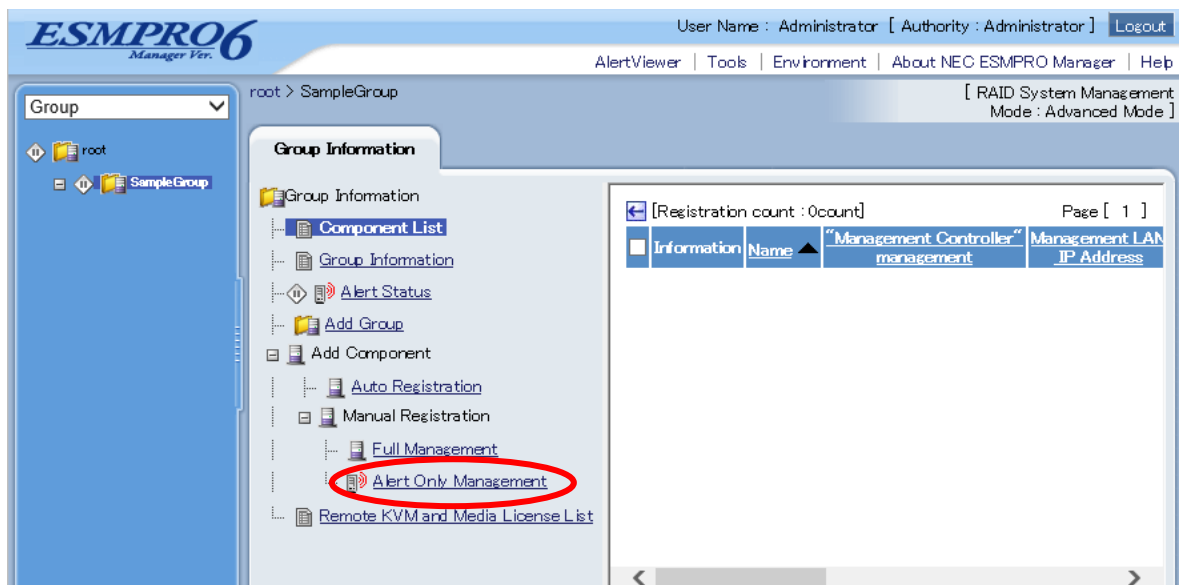 ESMPRO6
Manager Ver.
User Name : Administrator [ Authority : Administrator ] Logout
AlertViewer | Tools | Environment | About NEC ESMPRO Manager | Help
Group
root > SampleGroup
[ RAID System Management
Mode : Advanced Mode ]
root
SampleGroup
Group Information
Group Information
Component List
Group Information
Alert Status
Add Group
Add Component
Auto Registration
Manual Registration
Full Management
Alert Only Management
Remote KVM and Media License List
[Registration count : 0count] Page [ 1 ]
Information Name ▲ "Management Controller" management Management LAN IP Address